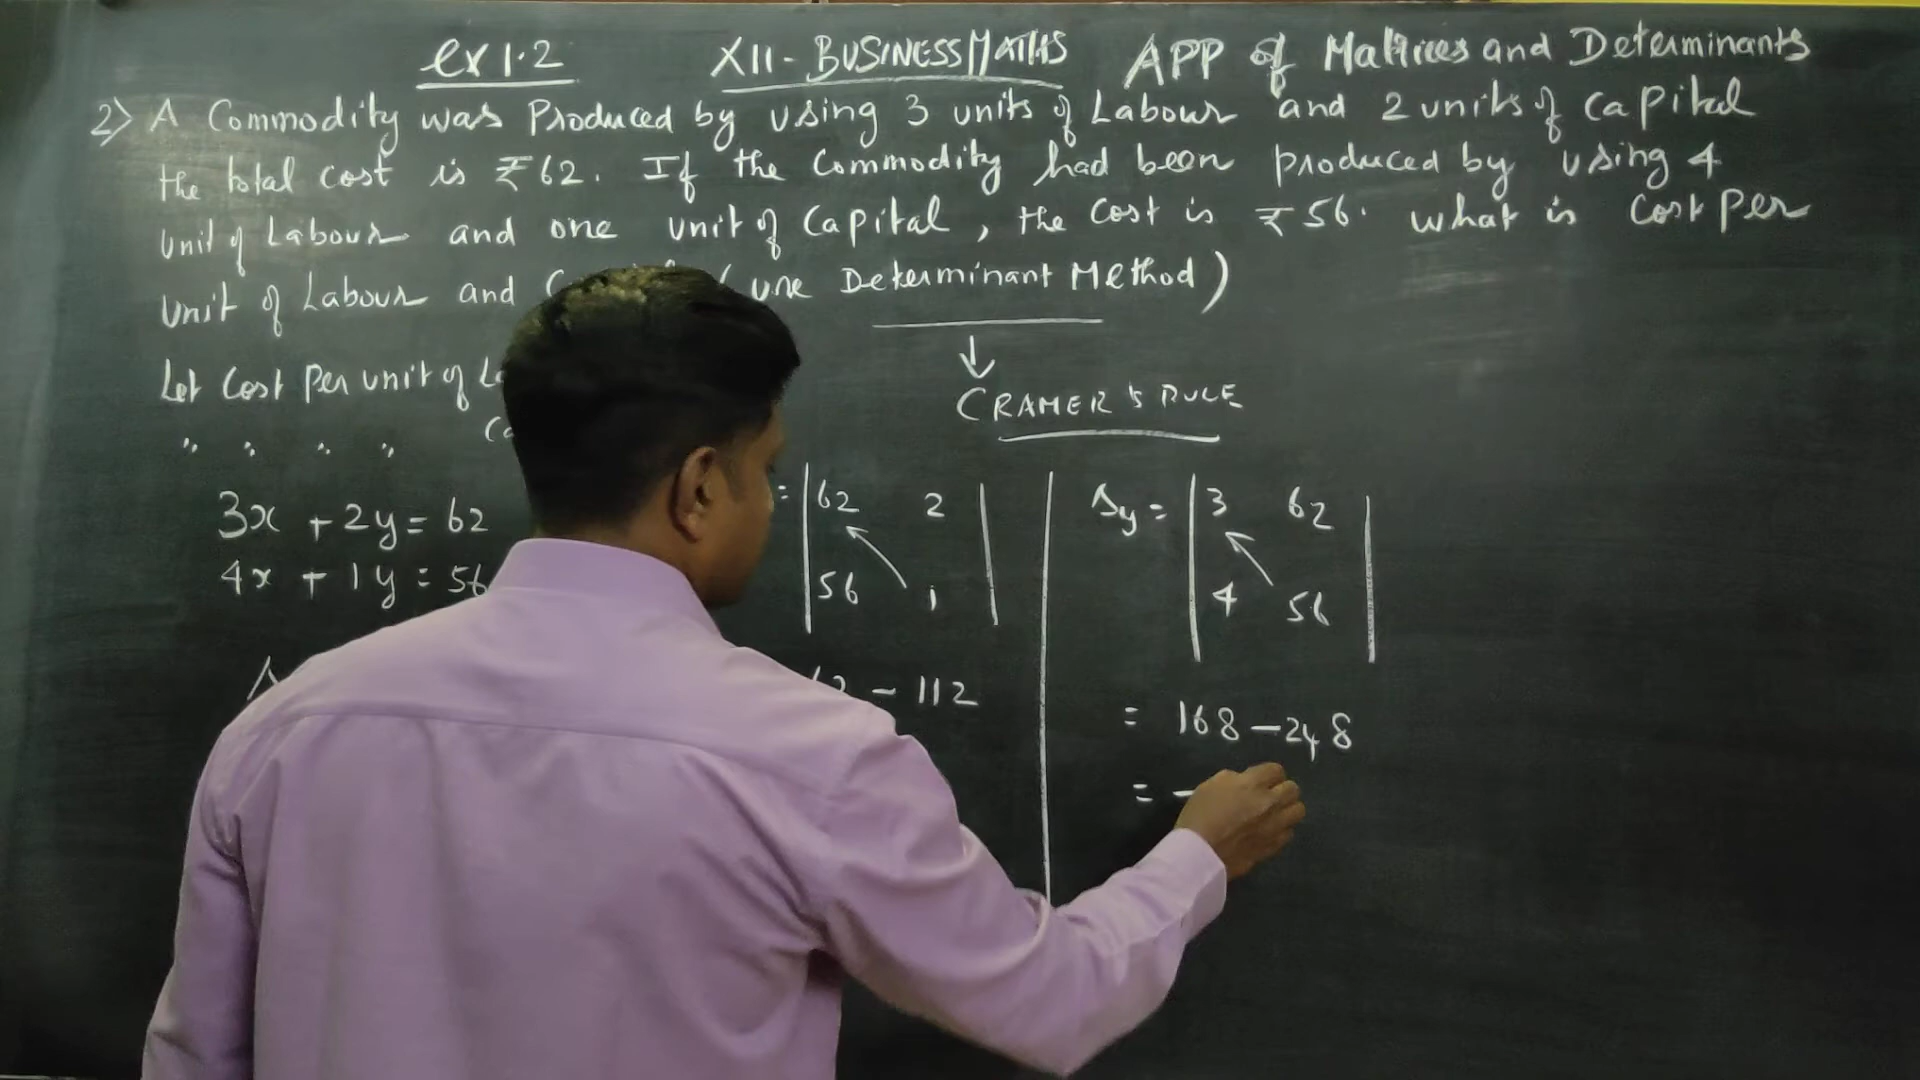 ex 1.2 XII - BUSINESS MATHS APP of Matrices and Determinants
2) A Commodity was Produced by using 3 units of Labour and 2 units of capital
the total cost is ₹ 62. If the Commodity had been produced by using 4
unit of Labour and one unit of Capital, the cost is ₹ 56. what is Cost Per
Unit of Labour and (use Determinant Method)
↓
CRAMER'S RULE
Let Cost Per unit of
" " " "
3x + 2y = 62
4x + 1y = 56
Δ
= | 62 2 |
| 56 1 |
62 - 112
Δy = | 3 62 |
| 4 56 |
= 168 - 248
= -